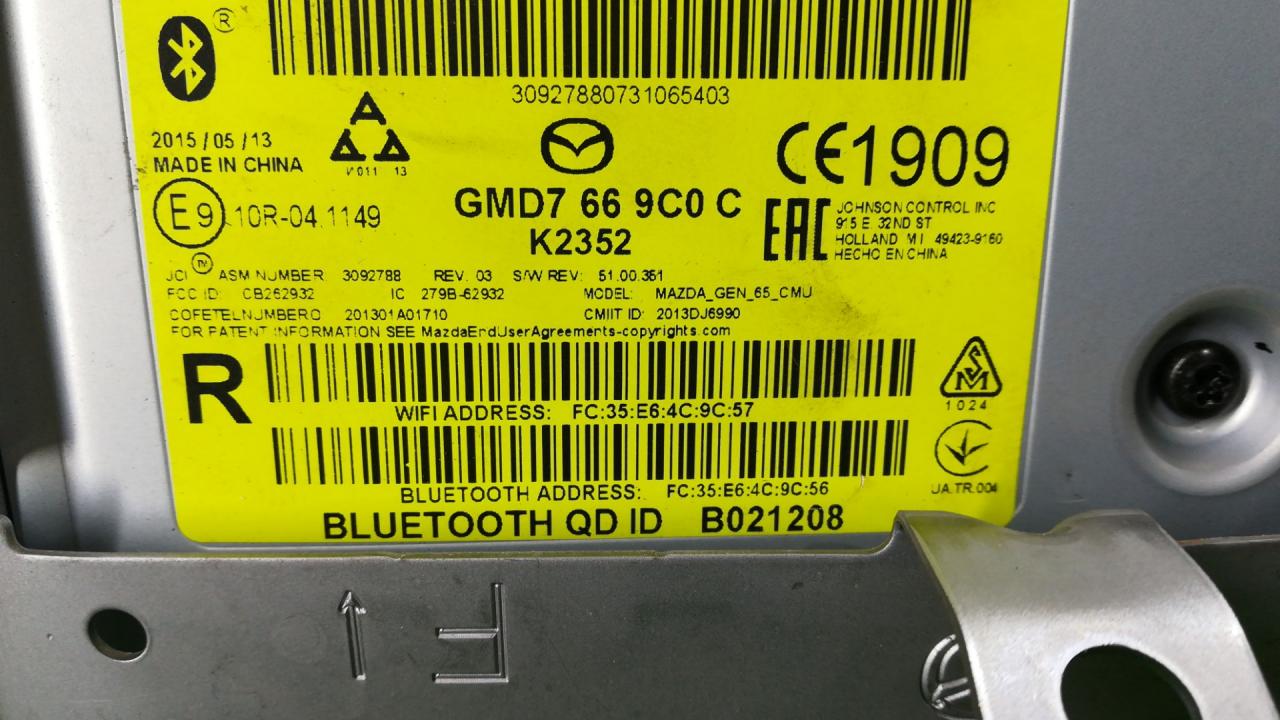 ®
30927880731065403
2015/05/13
MADE IN CHINA
V011 13
CE1909
E9 10R-04.1149
GMD7 66 9C0 C
K2352
EAC
JOHNSON CONTROL INC
915 E. 32ND ST
HOLLAND MI 49423-9160
HECHO EN CHINA
JCI ™ ASM NUMBER 3092788 REV. 03 S/W REV: 51.00.351
FCC ID: CB262932 IC 279B-62932 MODEL: MAZDA_GEN_65_CMU
COFETELNUMBERO 201301A01710 CMIIT ID: 2013DJ6990
FOR PATENT INFORMATION SEE MazdaEndUserAgreements-copyrights.com
R
1024
WIFI ADDRESS: FC:35:E6:4C:9C:57
BLUETOOTH ADDRESS: FC:35:E6:4C:9C:56
UA.TR.004
BLUETOOTH QD ID B021208